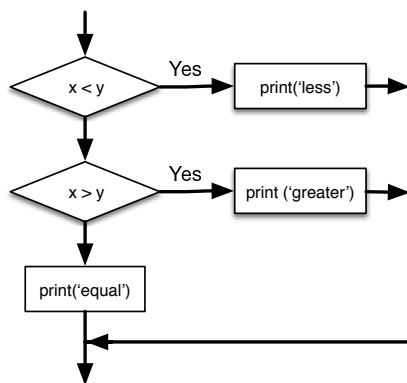 Yes
x < y
print(‘less’)
Yes
x > y
print (‘greater’)
print(‘equal’)